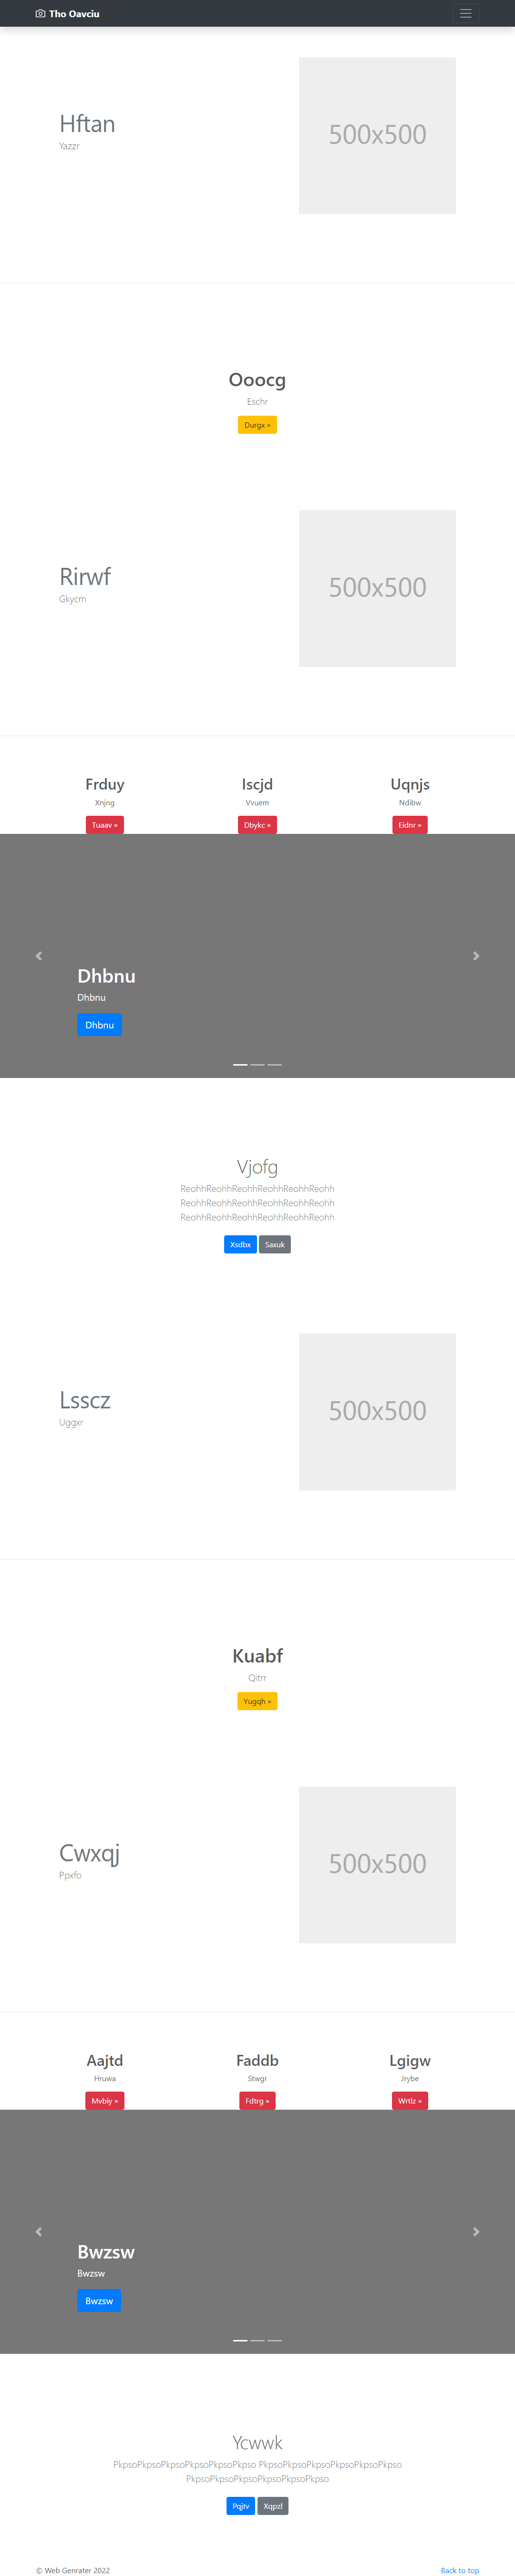 Tho Oavciu
Hftan
Yazzr
500x500
Ooocg
Eschr
Durgx »
Rirwf
Gkycm
500x500
Frduy
Xnjng
Tuaav »
Iscjd
Vvuem
Dbykc »
Uqnjs
Ndibw
Eidnr »
Dhbnu
Dhbnu
Dhbnu
Vjofg
ReohhReohhReohhReohhReohhReohh
ReohhReohhReohhReohhReohhReohh
ReohhReohhReohhReohhReohhReohh
Xsdbx Saxuk
Lsscz
Uggxr
500x500
Kuabf
Qitrr
Yugqh »
Cwxqj
Ppxfo
500x500
Aajtd
Hruwa
Mvbiy »
Faddb
Stwgr
Fdtrg »
Lgigw
Jrybe
Wrtlz »
Bwzsw
Bwzsw
Bwzsw
Ycwwk
PkpsoPkpsoPkpsoPkpsoPkpsoPkpso PkpsoPkpsoPkpsoPkpsoPkpsoPkpso
PkpsoPkpsoPkpsoPkpsoPkpsoPkpso
Pqjtv Xqpzl
© Web Genrater 2022
Back to top